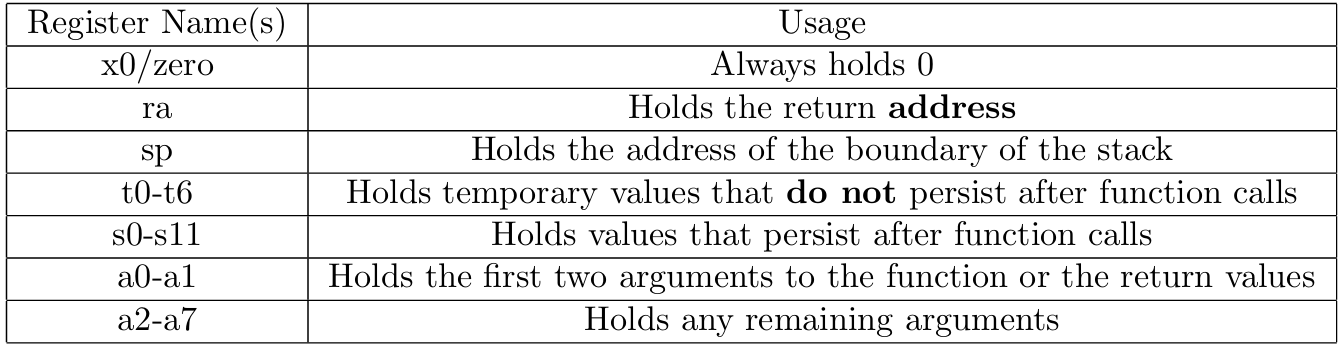 Register Name(s) Usage
x0/zero Always holds 0
ra Holds the return address
sp Holds the address of the boundary of the stack
t0-t6 Holds temporary values that do not persist after function calls
s0-s11 Holds values that persist after function calls
a0-a1 Holds the first two arguments to the function or the return values
a2-a7 Holds any remaining arguments